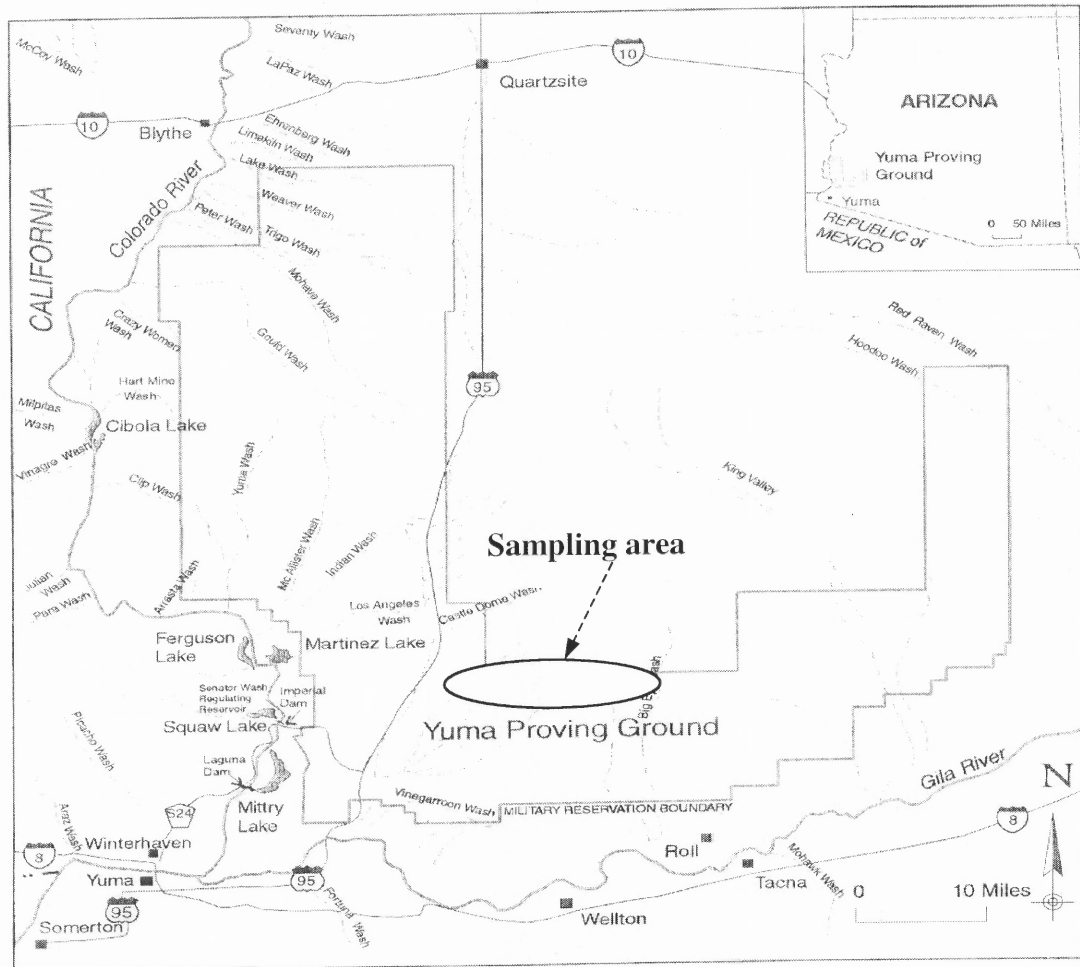 Seventy Wash
McCoy Wash
LaPaz Wash
10
Quartzsite
10
Blythe
Ehrenberg Wash
Limekiln Wash
Lake Wash
Weaver Wash
Peter Wash
Trigo Wash
Colorado River
CALIFORNIA
ARIZONA
Yuma Proving
Ground
Yuma
REPUBLIC of
MEXICO
0 50 Miles
Mohave Wash
Crazy Women
Wash
Gould Wash
Red Raven Wash
Hoodoo Wash
95
Hart Mine
Wash
Milpitas
Wash
Cibola Lake
Vinagre Wash
Clip Wash
Yuma Wash
King Valley
Mc Allister Wash
Indian Wash
Sampling area
Julian
Wash
Para Wash
Arrasta Wash
Los Angeles
Wash
Castle Dome Wash
Ferguson
Lake
Martinez Lake
Senator Wash
Regulating
Reservoir
Imperial
Dam
Squaw Lake
Yuma Proving Ground
Picacho Wash
Laguna
Dam
Mittry
Lake
Vinegarroon Wash
MILITARY RESERVATION BOUNDARY
Gila River
N
S24
Araz Wash
Winterhaven
8
8
Yuma
95
95
Somerton
Fortuna Wash
Wellton
Roll
Tacna
Mohawk Wash
0 10 Miles